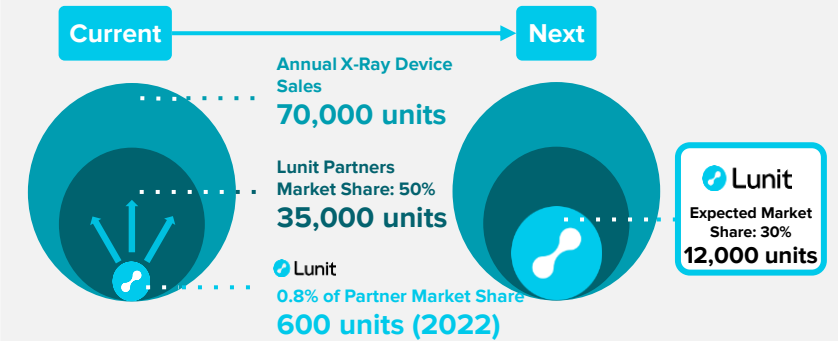 Current
Next
Annual X-Ray Device
Sales
70,000 units
Lunit Partners
Market Share: 50%
35,000 units
Lunit
0.8% of Partner Market Share
600 units (2022)
Lunit
Expected Market
Share: 30%
12,000 units